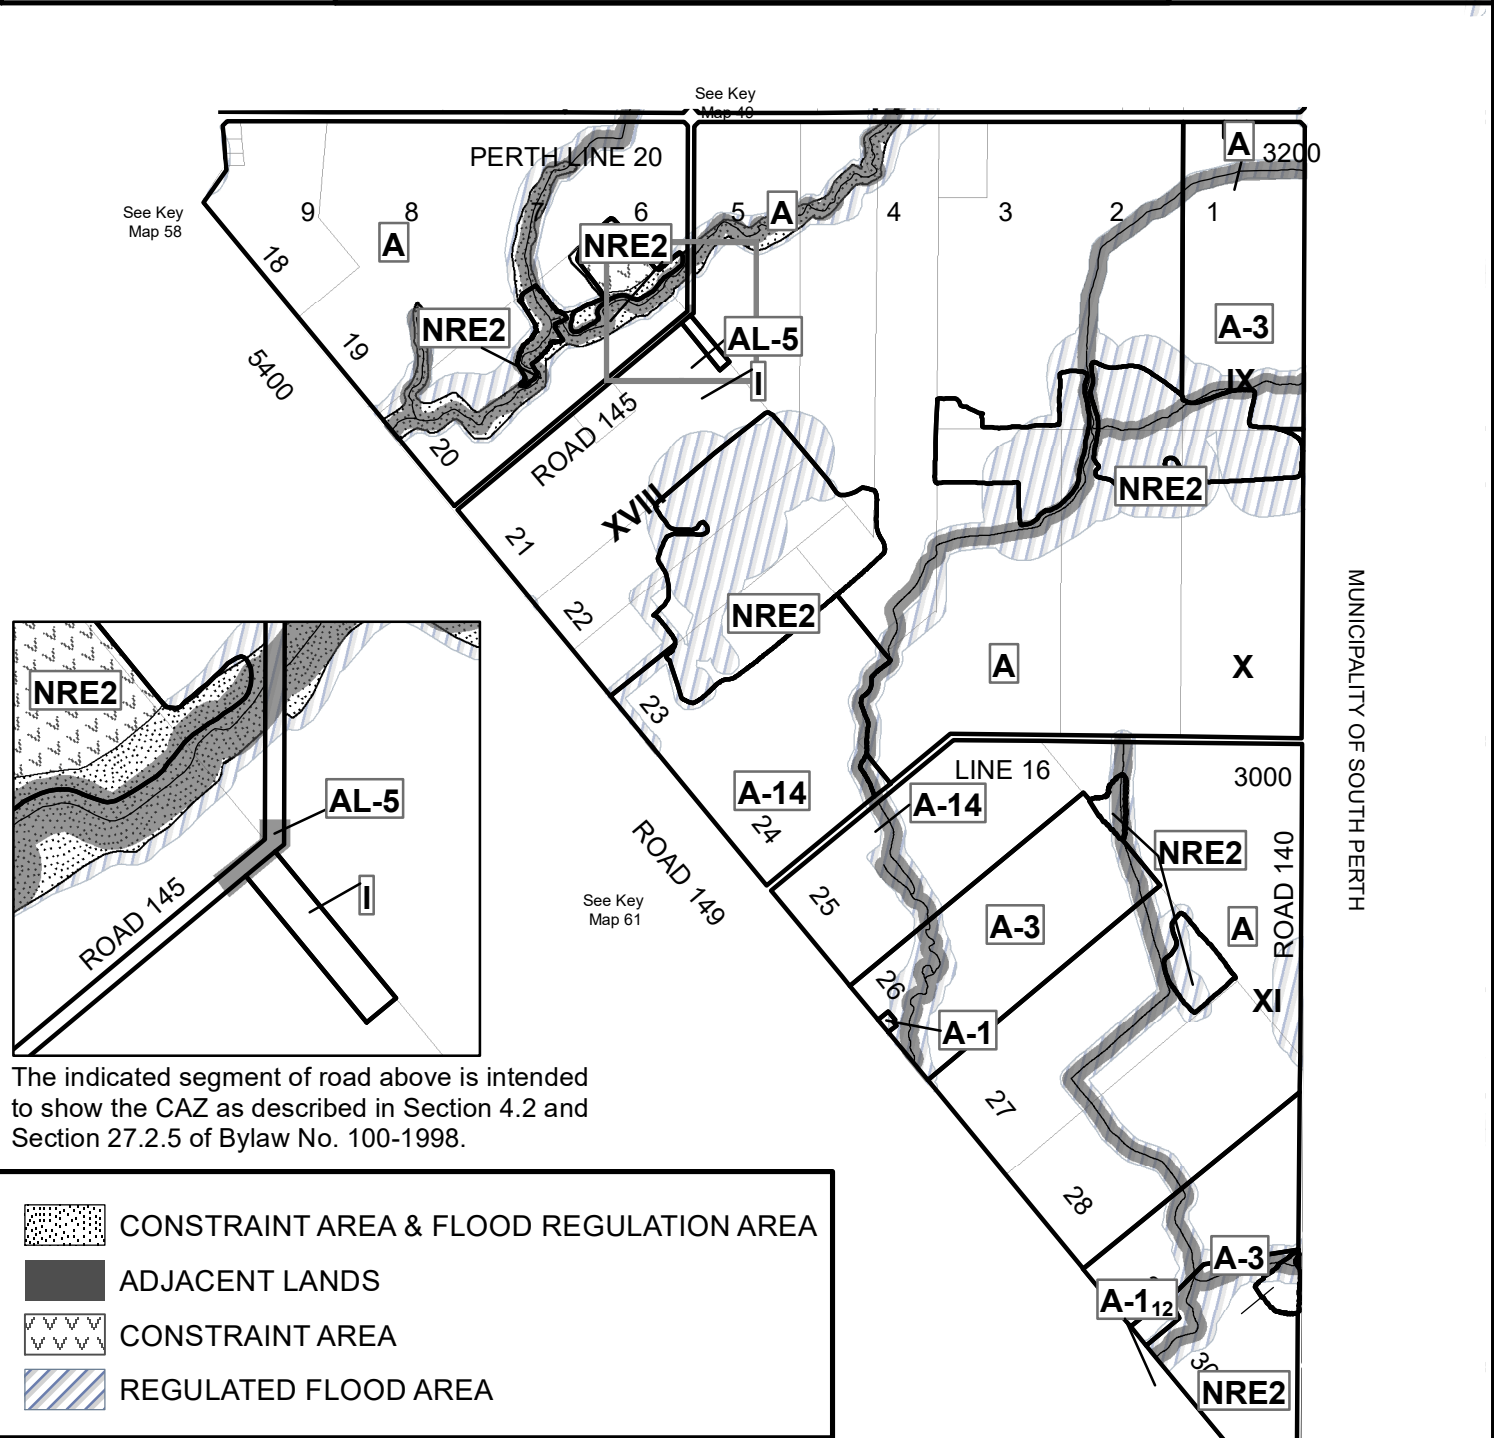 See Key
Map 49
A
3200
PERTH LINE 20
See Key
Map 58
9
8
7
6
5
A
4
3
2
1
A
NRE2
18
NRE2
AL-5
A-3
19
5400
I
IX
ROAD 145
20
NRE2
XVIII
21
22
NRE2
A
X
MUNICIPALITY OF SOUTH PERTH
NRE2
23
AL-5
LINE 16
3000
A-14
A-14
24
ROAD 149
NRE2
ROAD 140
I
ROAD 145
See Key
Map 61
25
A-3
A
26
XI
A-1
The indicated segment of road above is intended
to show the CAZ as described in Section 4.2 and
Section 27.2.5 of Bylaw No. 100-1998.
27
28
CONSTRAINT AREA & FLOOD REGULATION AREA
A-3
ADJACENT LANDS
A-1 12
CONSTRAINT AREA
REGULATED FLOOD AREA
NRE2